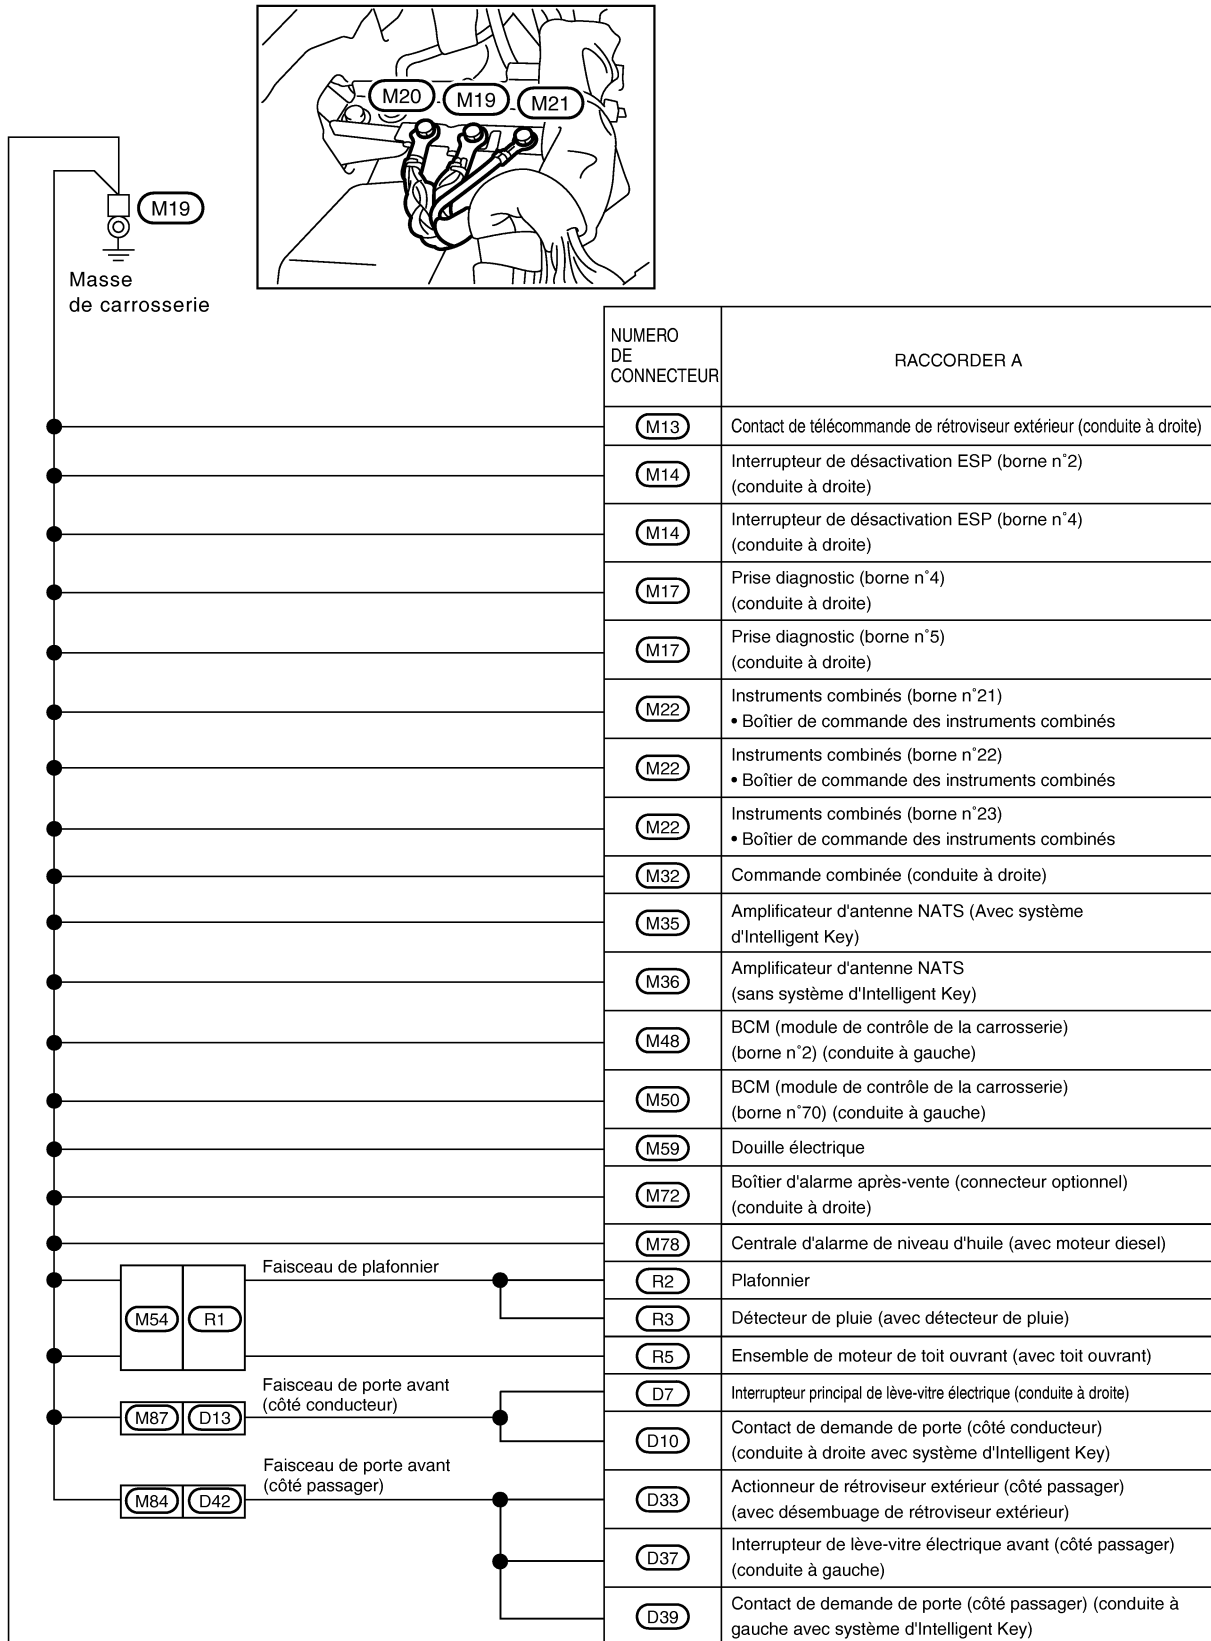 M20
M19
M21
M19
Masse
de carrosserie
NUMERO
DE
CONNECTEUR
RACCORDER A
M13
Contact de télécommande de rétroviseur extérieur (conduite à droite)
M14
Interrupteur de désactivation ESP (borne n˚2)
(conduite à droite)
M14
Interrupteur de désactivation ESP (borne n˚4)
(conduite à droite)
M17
Prise diagnostic (borne n˚4)
(conduite à droite)
M17
Prise diagnostic (borne n˚5)
(conduite à droite)
M22
Instruments combinés (borne n˚21)
• Boîtier de commande des instruments combinés
M22
Instruments combinés (borne n˚22)
• Boîtier de commande des instruments combinés
M22
Instruments combinés (borne n˚23)
• Boîtier de commande des instruments combinés
M32
Commande combinée (conduite à droite)
M35
Amplificateur d'antenne NATS (Avec système
d'Intelligent Key)
M36
Amplificateur d'antenne NATS
(sans système d'Intelligent Key)
M48
BCM (module de contrôle de la carrosserie)
(borne n˚2) (conduite à gauche)
M50
BCM (module de contrôle de la carrosserie)
(borne n˚70) (conduite à gauche)
M59
Douille électrique
M72
Boîtier d'alarme après-vente (connecteur optionnel)
(conduite à droite)
M78
Centrale d'alarme de niveau d'huile (avec moteur diesel)
Faisceau de plafonnier
M54
R1
R2
Plafonnier
R3
Détecteur de pluie (avec détecteur de pluie)
R5
Ensemble de moteur de toit ouvrant (avec toit ouvrant)
Faisceau de porte avant
(côté conducteur)
M87
D13
D7
Interrupteur principal de lève-vitre électrique (conduite à droite)
D10
Contact de demande de porte (côté conducteur)
(conduite à droite avec système d'Intelligent Key)
Faisceau de porte avant
(côté passager)
M84
D42
D33
Actionneur de rétroviseur extérieur (côté passager)
(avec désembuage de rétroviseur extérieur)
D37
Interrupteur de lève-vitre électrique avant (côté passager)
(conduite à gauche)
D39
Contact de demande de porte (côté passager) (conduite à
gauche avec système d'Intelligent Key)